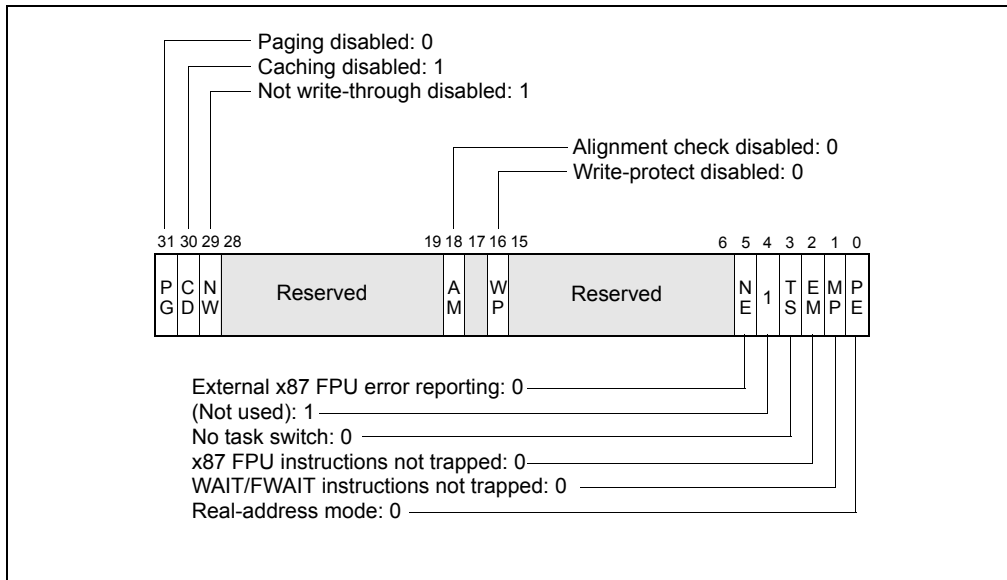 Paging disabled: 0
Caching disabled: 1
Not write-through disabled: 1
Alignment check disabled: 0
Write-protect disabled: 0
31 30 29 28 19 18 17 16 15 6 5 4 3 2 1 0
P G C D N W Reserved A M W P Reserved N E 1 T S E M M P P E
External x87 FPU error reporting: 0
(Not used): 1
No task switch: 0
x87 FPU instructions not trapped: 0
WAIT/FWAIT instructions not trapped: 0
Real-address mode: 0